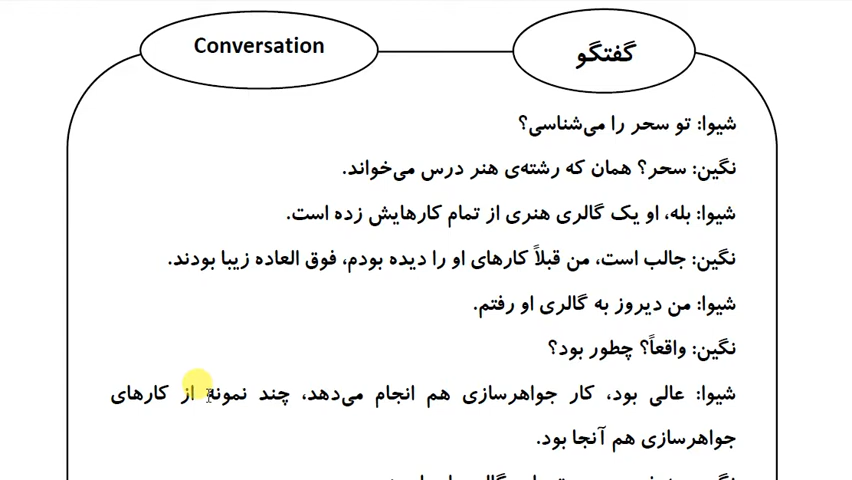 Conversation
گفتگو
شیوا: تو سحر را می‌شناسی؟
نگین: سحر؟ همان که رشته‌ی هنر درس می‌خواند.
شیوا: بله، او یک گالری هنری از تمام کارهایش زده است.
نگین: جالب است، من قبلاً کارهای او را دیده بودم، فوق العاده زیبا بودند.
شیوا: من دیروز به گالری او رفتم.
نگین: واقعاً؟ چطور بود؟
شیوا: عالی بود، کار جواهرسازی هم انجام می‌دهد، چند نمونه از کارهای
جواهرسازی هم آنجا بود.